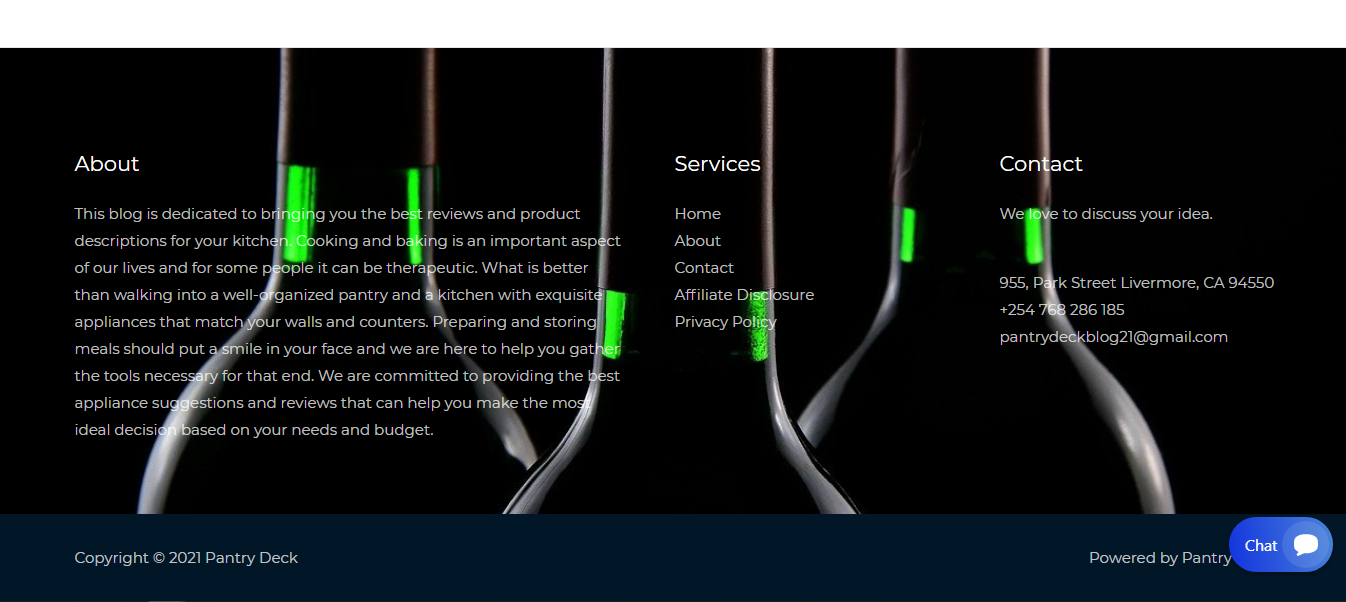 About
This blog is dedicated to bringing you the best reviews and product
descriptions for your kitchen. Cooking and baking is an important aspect
of our lives and for some people it can be therapeutic. What is better
than walking into a well-organized pantry and a kitchen with exquisite
appliances that match your walls and counters. Preparing and storing
meals should put a smile in your face and we are here to help you gather
the tools necessary for that end. We are committed to providing the best
appliance suggestions and reviews that can help you make the most
ideal decision based on your needs and budget.
Services
Home
About
Contact
Affiliate Disclosure
Privacy Policy
Contact
We love to discuss your idea.
955, Park Street Livermore, CA 94550
+254 768 286 185
pantrydeckblog21@gmail.com
Copyright © 2021 Pantry Deck
Powered by Pantry
Chat